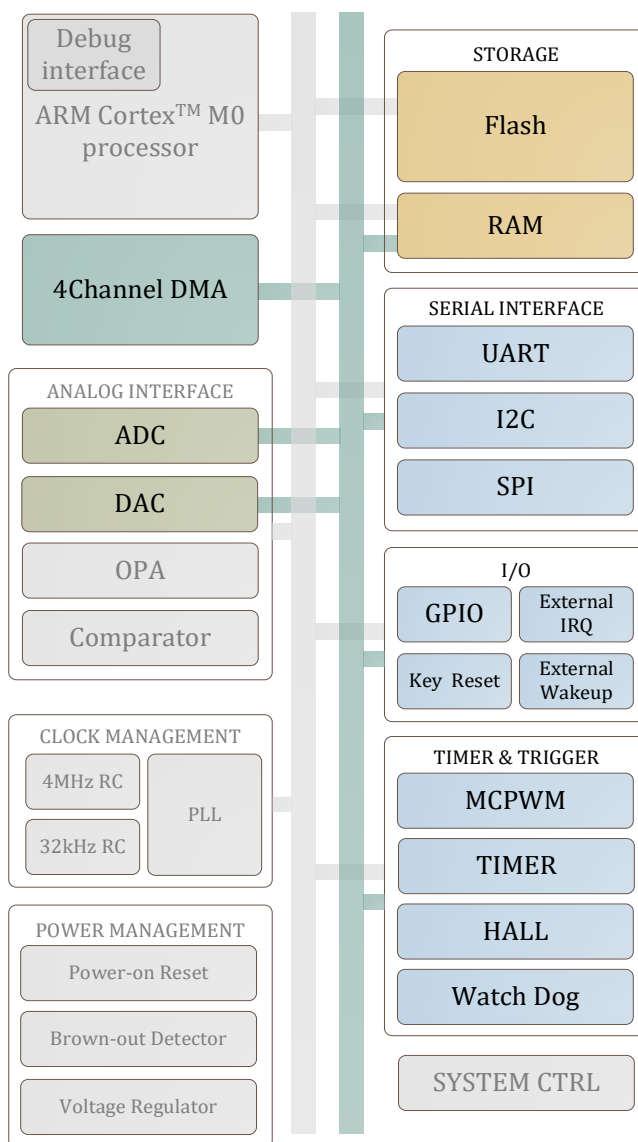 Debug
interface
ARM Cortex™ M0
processor
4Channel DMA
ANALOG INTERFACE
ADC
DAC
OPA
Comparator
CLOCK MANAGEMENT
4MHz RC
32kHz RC
PLL
POWER MANAGEMENT
Power-on Reset
Brown-out Detector
Voltage Regulator
STORAGE
Flash
RAM
SERIAL INTERFACE
UART
I2C
SPI
I/O
GPIO
External
IRQ
Key Reset
External
Wakeup
TIMER & TRIGGER
MCPWM
TIMER
HALL
Watch Dog
SYSTEM CTRL